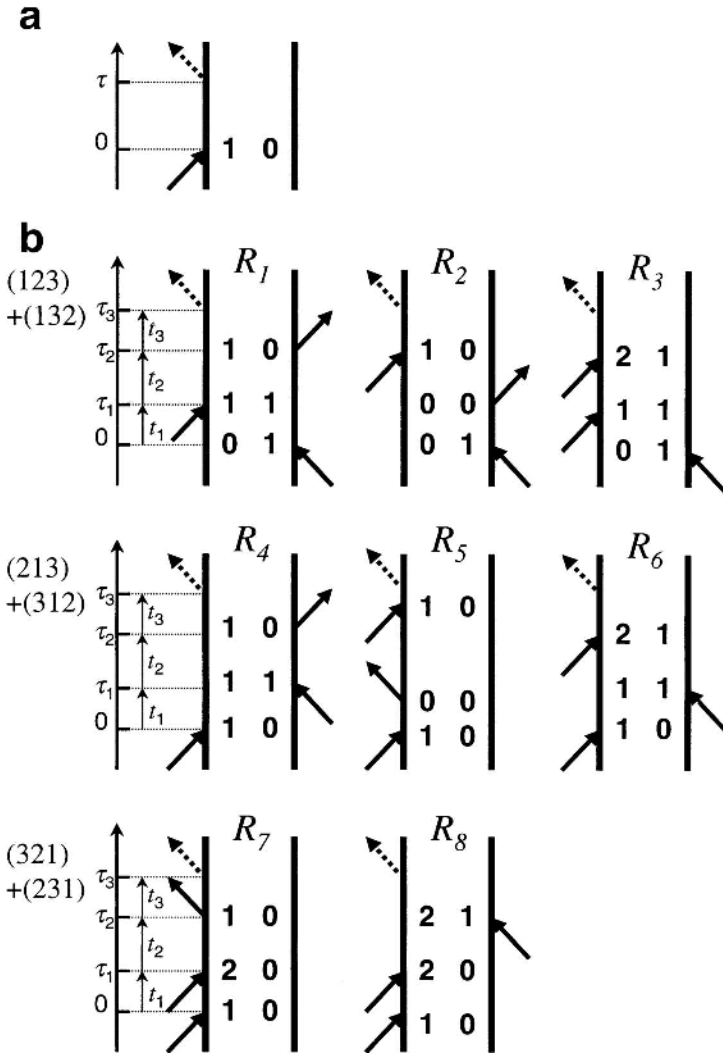 a
τ
0
1 0
b
(123)
+(132)
R1 R2 R3
τ3
t3
τ2 1 0 1 0 2 1
t2
τ1 1 1 0 0 1 1
t1
0 0 1 0 1 0 1
(213)
+(312)
R4 R5 R6
τ3 1 0
t3
τ2 1 0 2 1
t2
τ1 1 1 0 0 1 1
t1
0 1 0 1 0 1 0
(321)
+(231)
R7 R8
τ3
t3
τ2 1 0 2 1
t2
τ1 2 0 2 0
t1
0 1 0 1 0